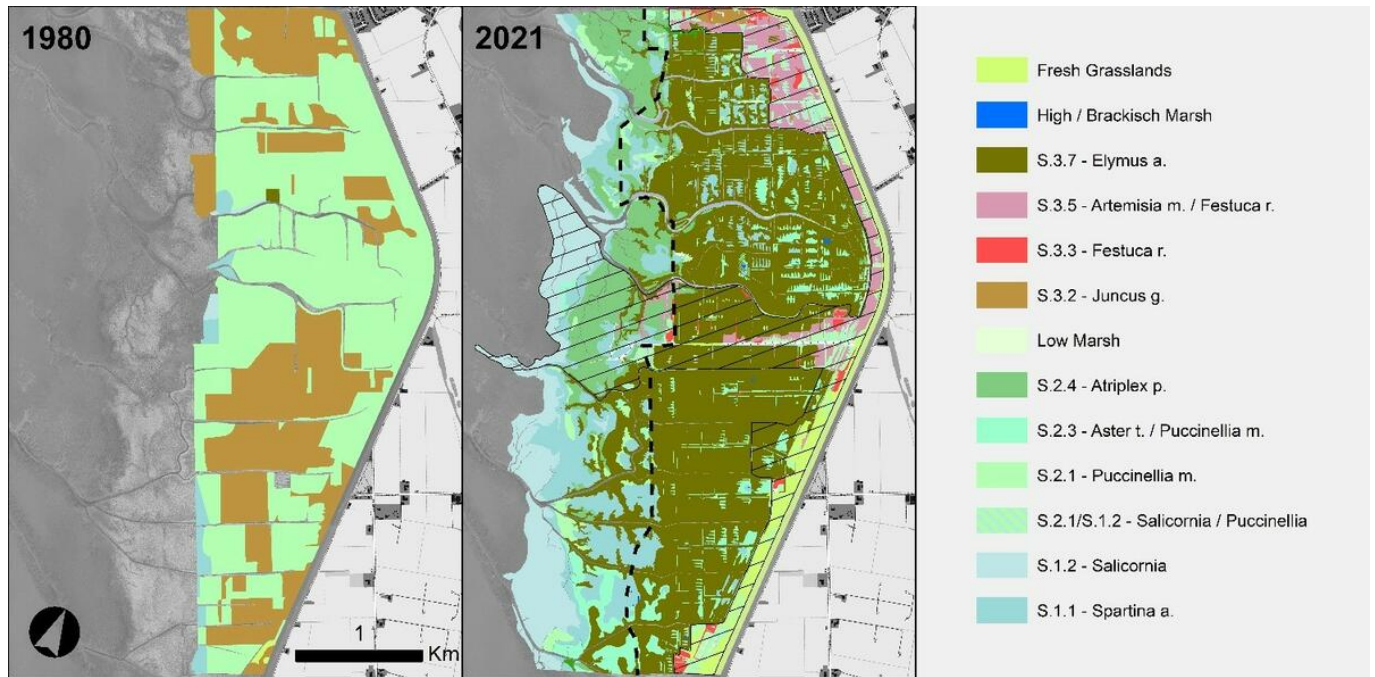 1980
2021
1
Km
Fresh Grasslands
High / Brackisch Marsh
S.3.7 - Elymus a.
S.3.5 - Artemisia m. / Festuca r.
S.3.3 - Festuca r.
S.3.2 - Juncus g.
Low Marsh
S.2.4 - Atriplex p.
S.2.3 - Aster t. / Puccinellia m.
S.2.1 - Puccinellia m.
S.2.1/S.1.2 - Salicornia / Puccinellia
S.1.2 - Salicornia
S.1.1 - Spartina a.